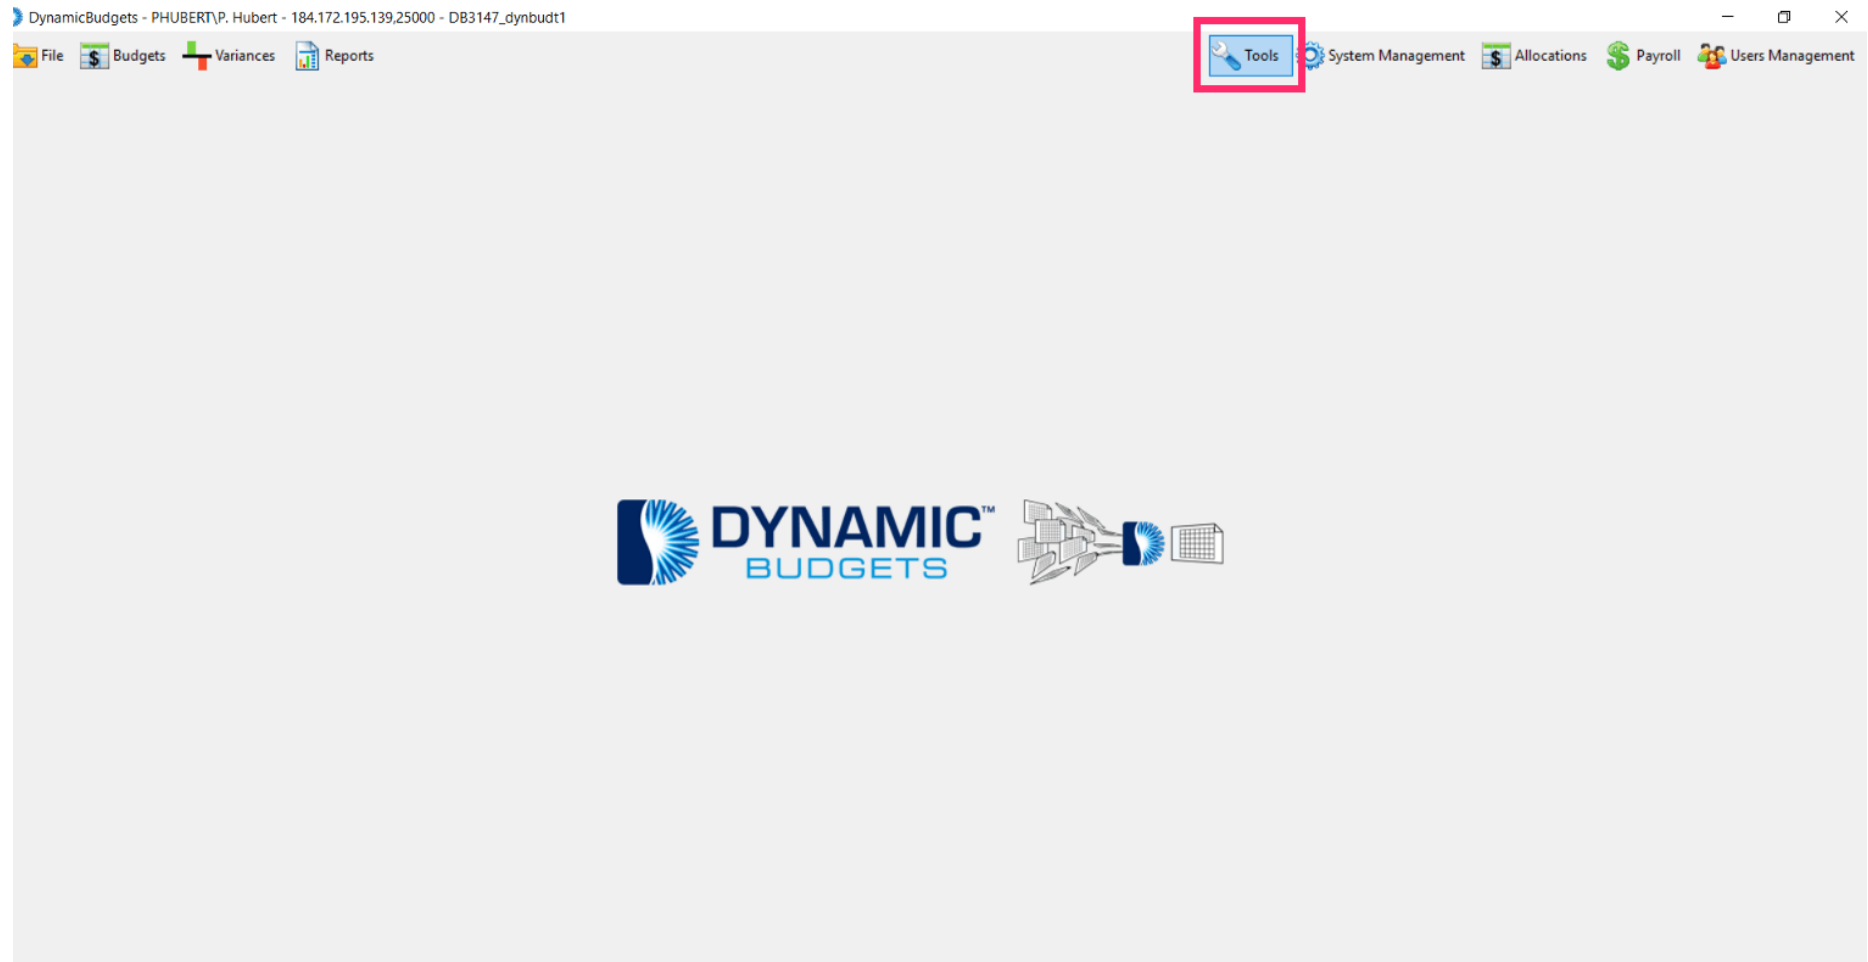 DynamicBudgets - PHUBERT\P. Hubert - 184.172.195.139,25000 - DB3147_dynbudt1
File Budgets Variances Reports Tools System Management Allocations Payroll Users Management
DYNAMIC™
BUDGETS